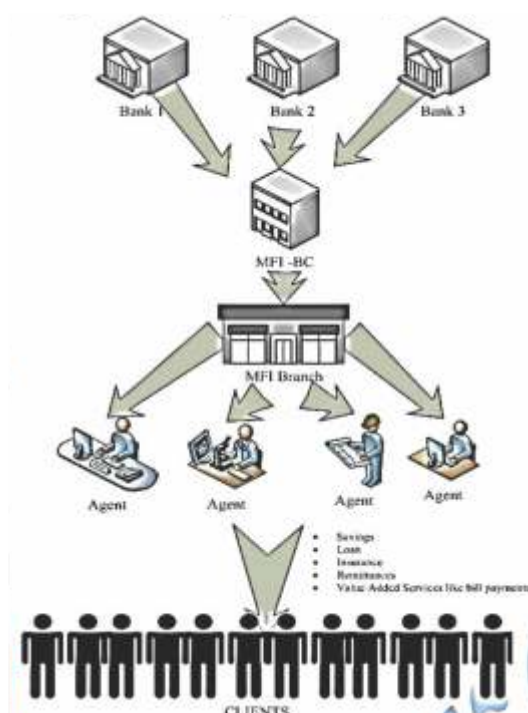 Bank 1
Bank 2
Bank 3
MFI -BC
MFI Branch
Agent
Agent
Agent
Agent
• Savings
• Loan
• Insurance
• Remittances
• Value Added Services like bill payments
CLIENTS